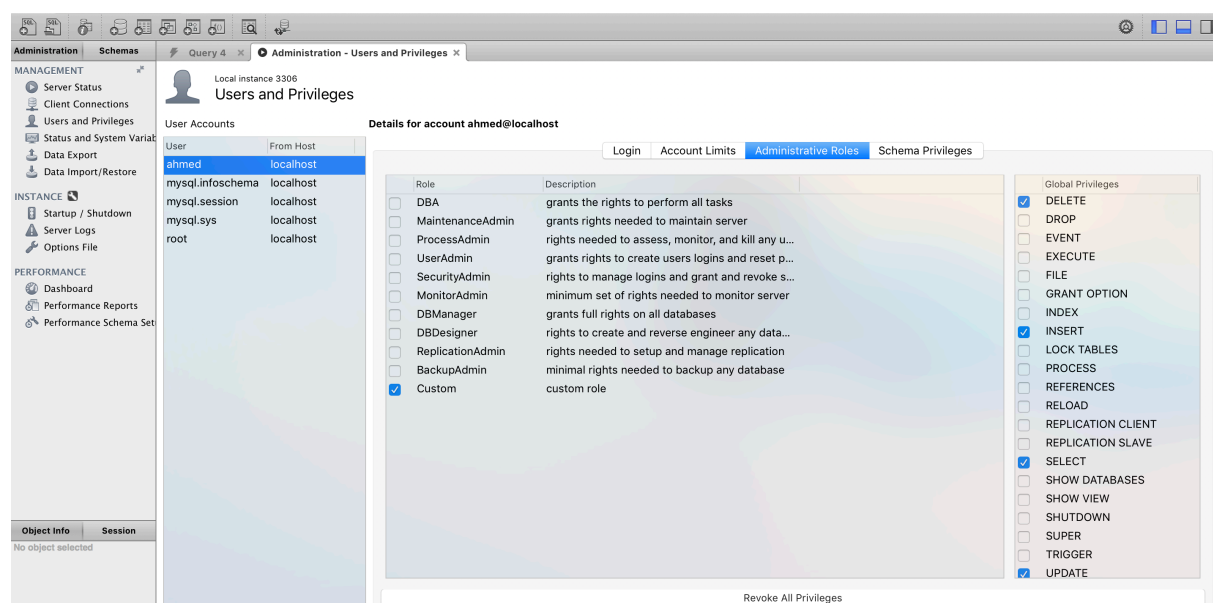 SQL
SQL
Administration Schemas
Query 4 × Administration - Users and Privileges ×
MANAGEMENT
Server Status
Client Connections
Users and Privileges
Status and System Variab
Data Export
Data Import/Restore
INSTANCE
Startup / Shutdown
Server Logs
Options File
PERFORMANCE
Dashboard
Performance Reports
Performance Schema Set
Object Info Session
No object selected
Local instance 3306
Users and Privileges
User Accounts
User From Host
ahmed localhost
mysql.infoschema localhost
mysql.session localhost
mysql.sys localhost
root localhost
Details for account ahmed@localhost
Login Account Limits Administrative Roles Schema Privileges
Role Description
DBA grants the rights to perform all tasks
MaintenanceAdmin grants rights needed to maintain server
ProcessAdmin rights needed to assess, monitor, and kill any u...
UserAdmin grants rights to create users logins and reset p...
SecurityAdmin rights to manage logins and grant and revoke s...
MonitorAdmin minimum set of rights needed to monitor server
DBManager grants full rights on all databases
DBDesigner rights to create and reverse engineer any data...
ReplicationAdmin rights needed to setup and manage replication
BackupAdmin minimal rights needed to backup any database
Custom custom role
Global Privileges
DELETE
DROP
EVENT
EXECUTE
FILE
GRANT OPTION
INDEX
INSERT
LOCK TABLES
PROCESS
REFERENCES
RELOAD
REPLICATION CLIENT
REPLICATION SLAVE
SELECT
SHOW DATABASES
SHOW VIEW
SHUTDOWN
SUPER
TRIGGER
UPDATE
Revoke All Privileges